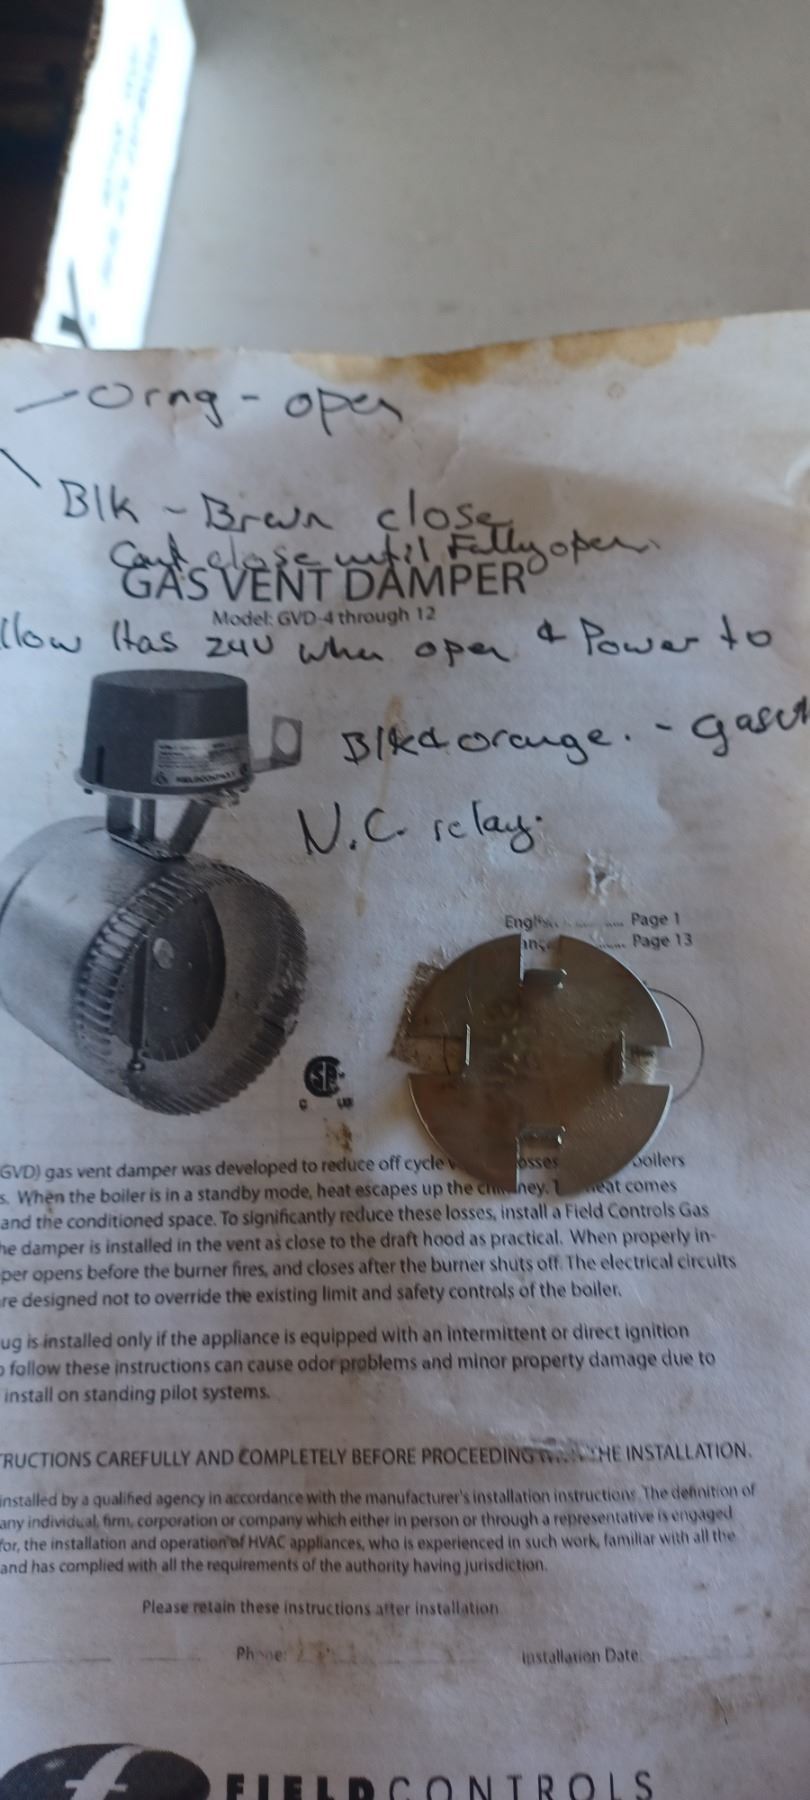 Orng - open
Blk - Brown close
Cant close until Fully open.
GAS VENT DAMPER
Model: GVD-4 through 12
llow Has 24V when open & Power to
Blk & orange. - gas
N.C. relay.
Page 1
Page 13
GVD) gas vent damper was developed to reduce off cycle osses boilers
s. When the boiler is in a standby mode, heat escapes up the chimney. heat comes
and the conditioned space. To significantly reduce these losses, install a Field Controls Gas
he damper is installed in the vent as close to the draft hood as practical. When properly in-
per opens before the burner fires, and closes after the burner shuts off. The electrical circuits
re designed not to override the existing limit and safety controls of the boiler.
ug is installed only if the appliance is equipped with an intermittent or direct ignition
o follow these instructions can cause odor problems and minor property damage due to
install on standing pilot systems.
TRUCTIONS CAREFULLY AND COMPLETELY BEFORE PROCEEDING THE INSTALLATION.
installed by a qualified agency in accordance with the manufacturer's installation instructions. The definition of
any individual, firm, corporation or company which either in person or through a representative is engaged
for, the installation and operation of HVAC appliances, who is experienced in such work, familiar with all the
and has complied with all the requirements of the authority having jurisdiction.
Please retain these instructions after installation
Phone: Installation Date
FIELD CONTROLS